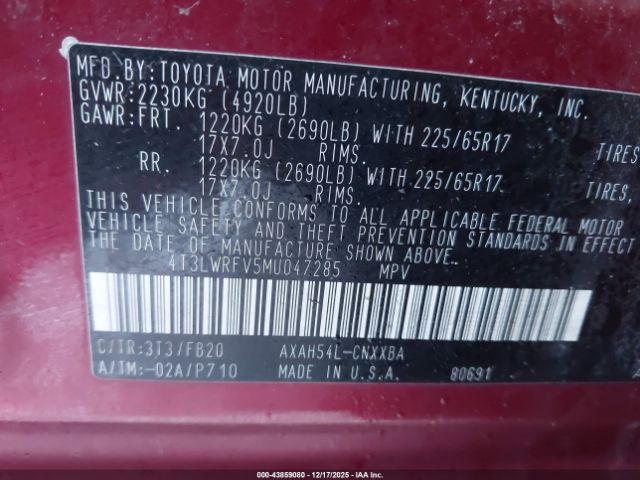 MFD.BY:TOYOTA MOTOR MANUFACTURING, KENTUCKY, INC.
GVWR:2230KG (4920LB)
GAWR:FRT. 1220KG (2690LB) WITH 225/65R17 TIRES
17X7.0J RIMS.
RR. 1220KG (2690LB) WITH 225/65R17 TIRES,
17X7.0J RIMS.
THIS VEHICLE CONFORMS TO ALL APPLICABLE FEDERAL MOTOR
VEHICLE SAFETY AND THEFT PREVENTION STANDARDS IN EFFECT
ON THE DATE OF MANUFACTURE SHOWN ABOVE.
4T3LWRFV5MU047285 MPV
C/TR:3T3/FB20 AXAH54L-CNXXBA
A/TM:-02A/P710 MADE IN U.S.A. 80691
000-43859080 - 12/17/2025 - IAA Inc.